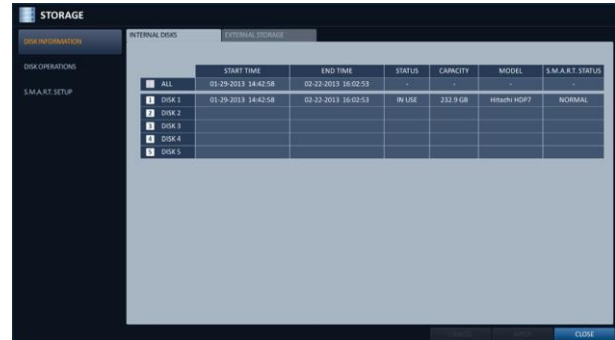 STORAGE
DISK INFORMATION
DISK OPERATIONS
S.M.A.R.T. SETUP
INTERNAL DISKS EXTERNAL STORAGE
START TIME END TIME STATUS CAPACITY MODEL S.M.A.R.T. STATUS
ALL 01-29-2013 14:42:58 02-22-2013 16:02:53 - - - -
1 DISK 1 01-29-2013 14:42:58 02-22-2013 16:02:53 IN USE 232.9 GB Hitachi HDP7 NORMAL
2 DISK 2
3 DISK 3
4 DISK 4
5 DISK 5
CLOSE